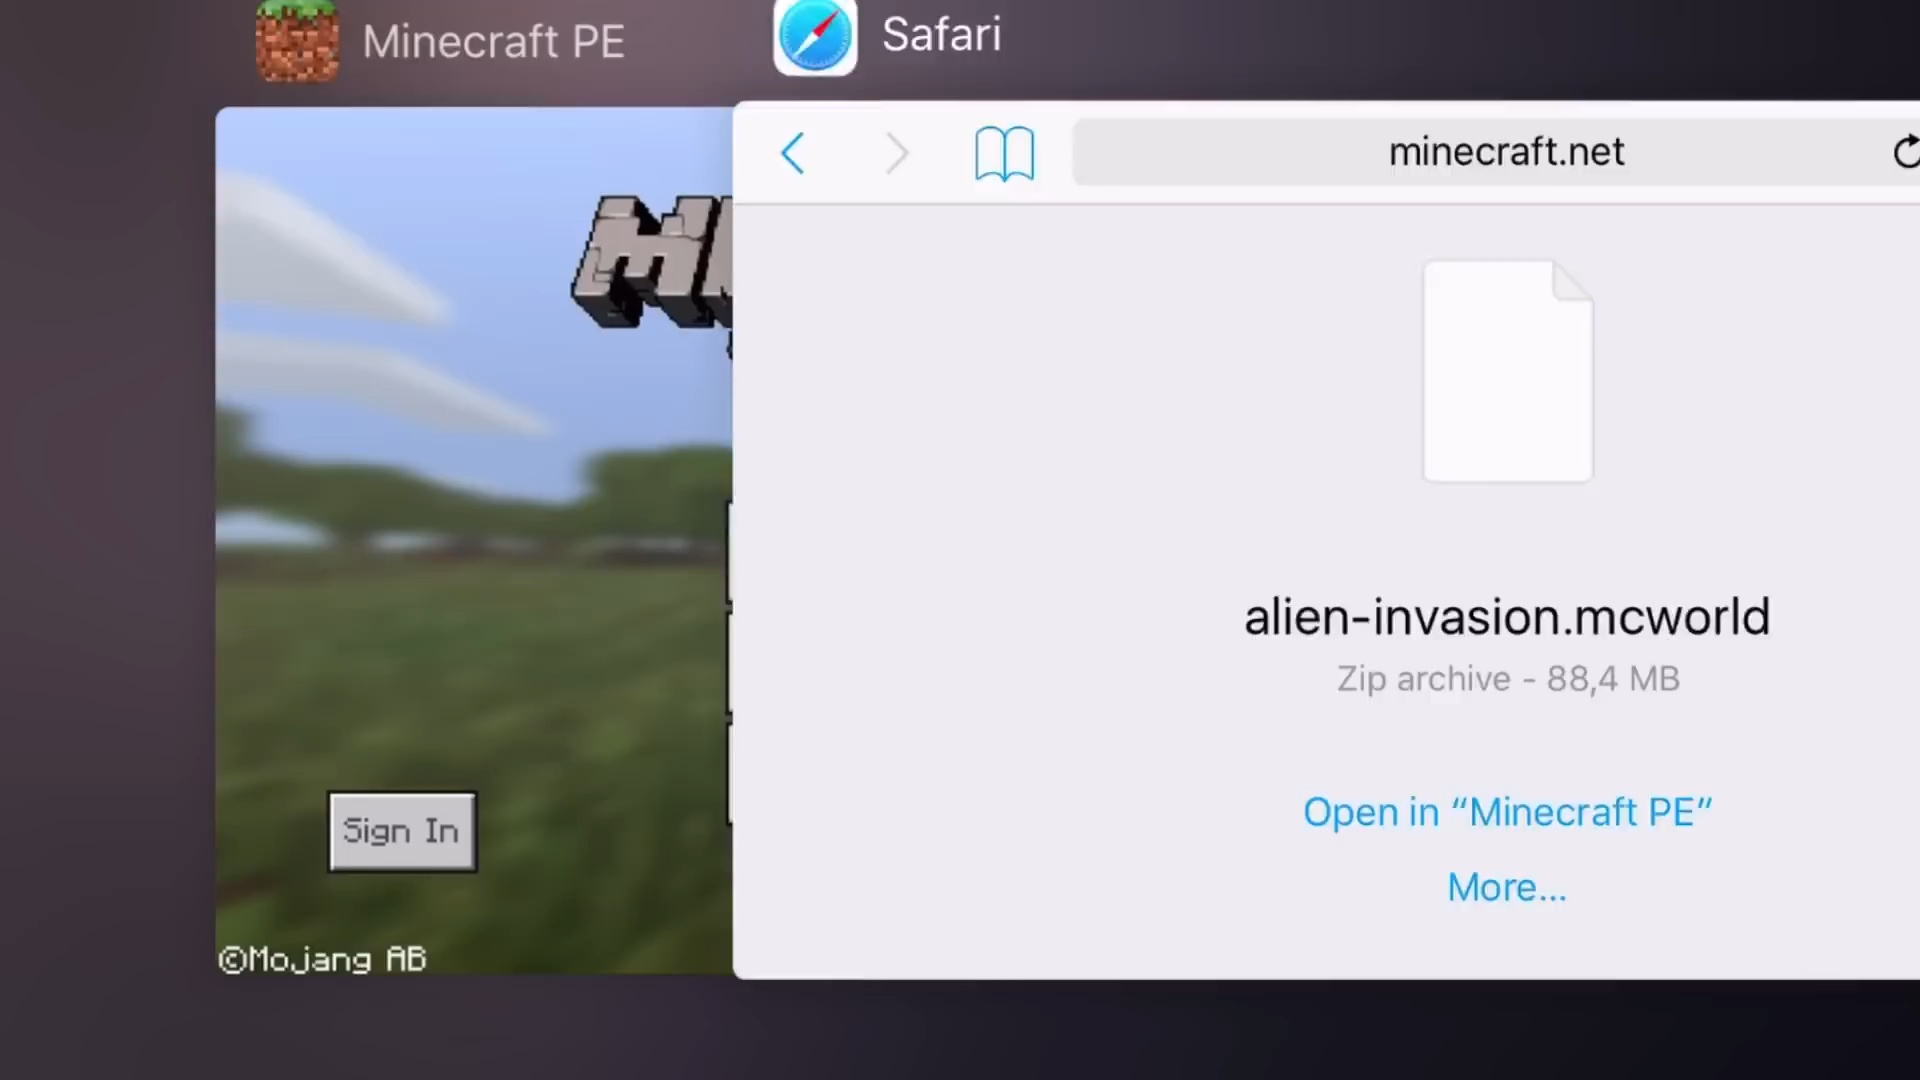 Minecraft PE
Safari
minecraft.net
alien-invasion.mcworld
Zip archive - 88,4 MB
Open in “Minecraft PE”
More...
Sign In
©Mojang AB